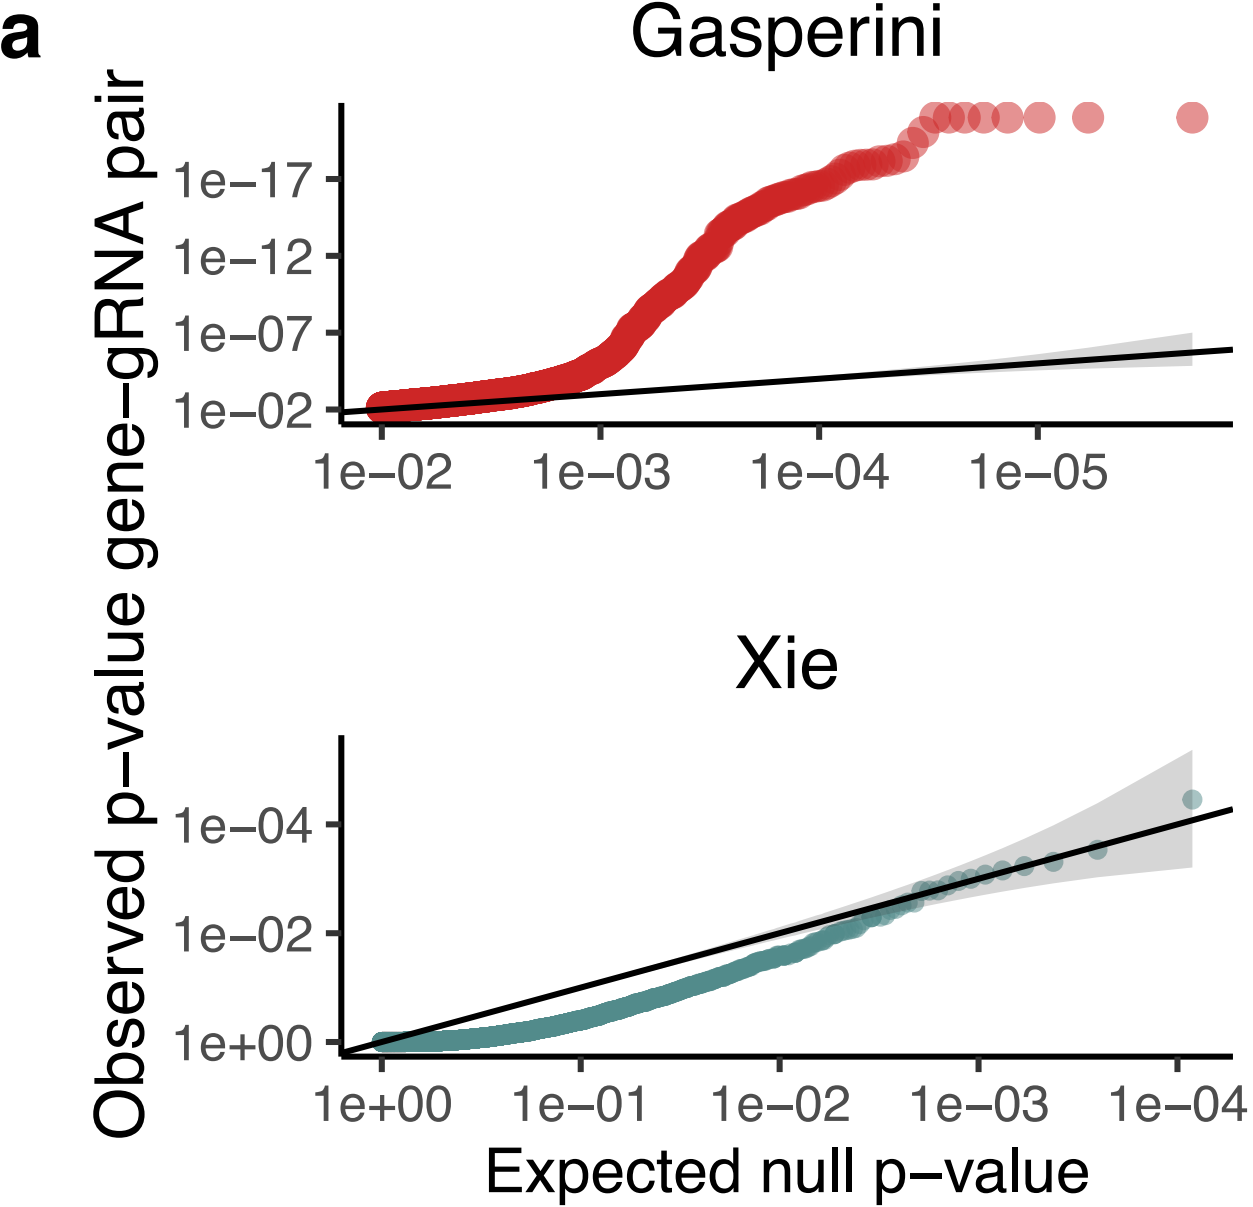 a
Gasperini
Observed p−value gene−gRNA pair
1e−17
1e−12
1e−07
1e−02
1e−02 1e−03 1e−04 1e−05
Xie
1e−04
1e−02
1e+00
1e+00 1e−01 1e−02 1e−03 1e−04
Expected null p−value